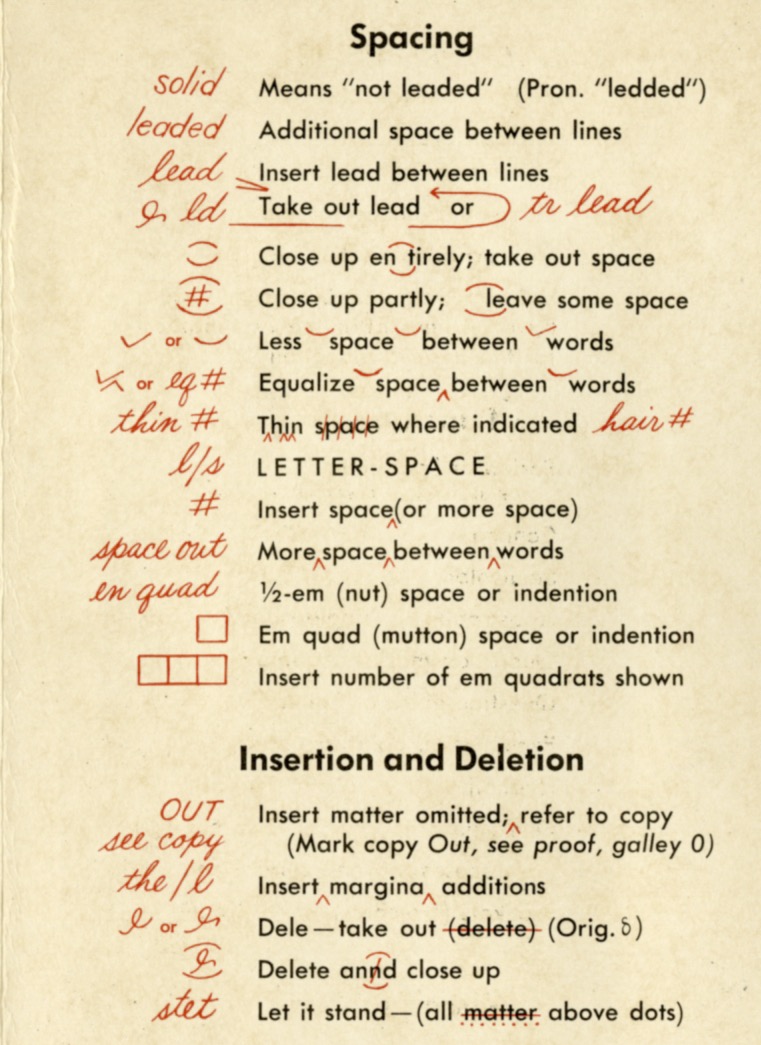 Spacing
solid Means "not leaded" (Pron. "ledded")
leaded Additional space between lines
lead Insert lead between lines
ld Take out lead or tr lead
Close up en tirely; take out space
# Close up partly; leave some space
or Less space between words
or eq # Equalize space between words
thin # Thin space where indicated hair #
l/s LETTER-SPACE
# Insert space(or more space)
space out More space between words
en quad ½-em (nut) space or indention
Em quad (mutton) space or indention
Insert number of em quadrats shown
Insertion and Deletion
OUT Insert matter omitted; refer to copy
see copy (Mark copy Out, see proof, galley 0)
the / l Insert margina additions
or Dele—take out (delete) (Orig. δ)
Delete annd close up
stet Let it stand—(all matter above dots)